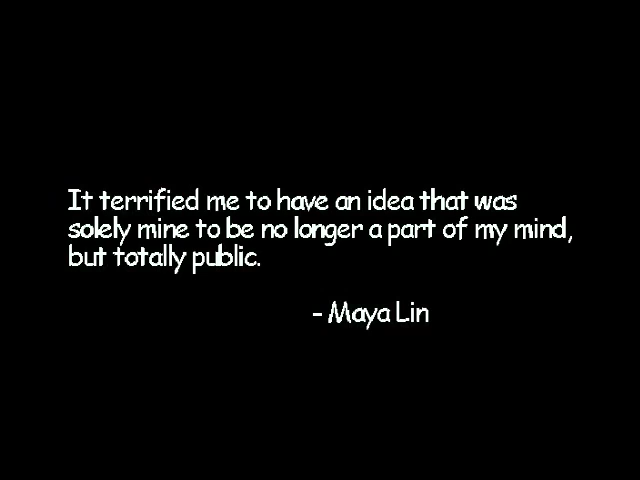 It terrified me to have an idea that was
solely mine to be no longer a part of my mind,
but totally public.
- Maya Lin